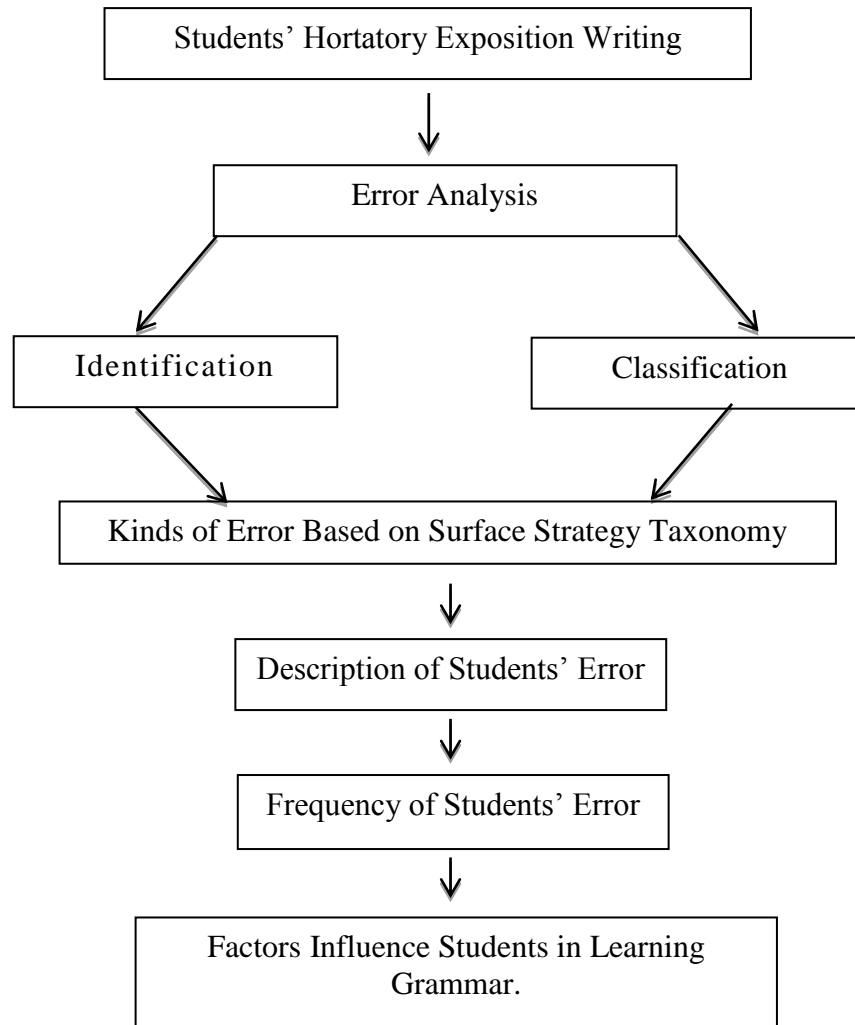 Students’ Hortatory Exposition Writing
Error Analysis
Identification
Classification
Kinds of Error Based on Surface Strategy Taxonomy
Description of Students’ Error
Frequency of Students’ Error
Factors Influence Students in Learning
Grammar.